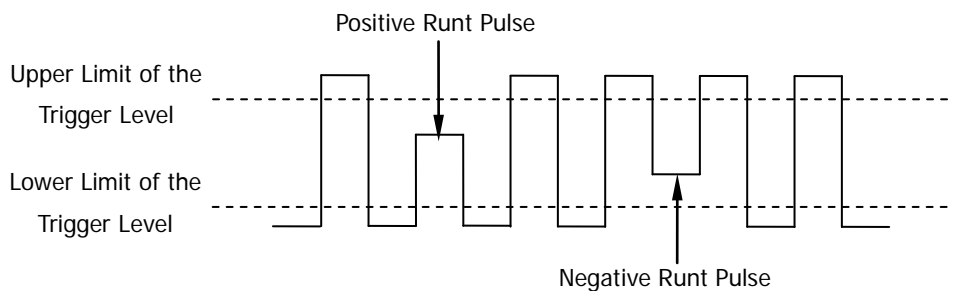 Positive Runt Pulse
Upper Limit of the
Trigger Level
Lower Limit of the
Trigger Level
Negative Runt Pulse